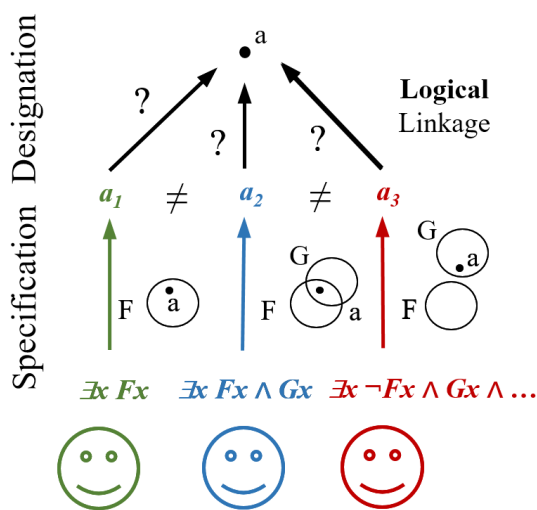 Specification Designation
a
? ? ?
Logical
Linkage
a₁ ≠ a₂ ≠ a₃
F a
G F a
G a F
∃x Fx
∃x Fx ∧ Gx
∃x ¬Fx ∧ Gx ∧ …